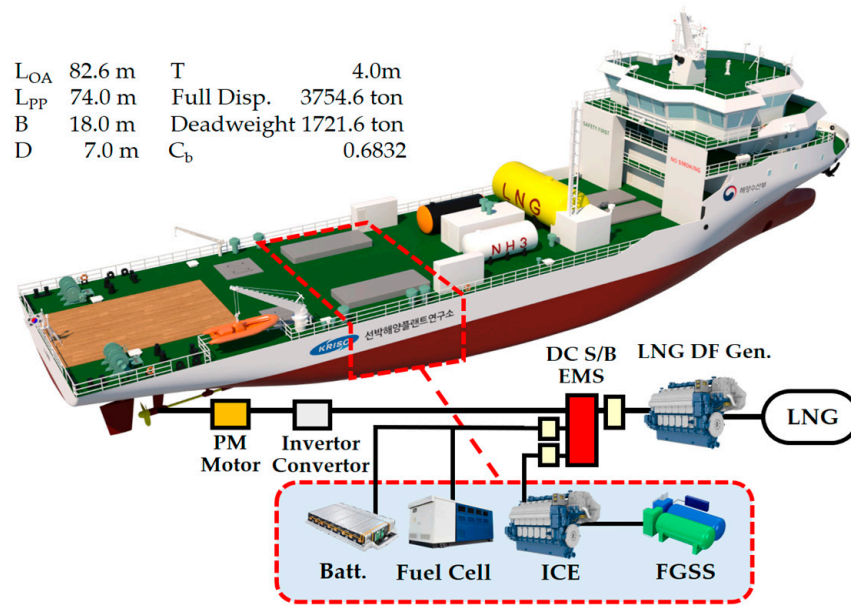 L_OA 82.6 m T 4.0m
L_PP 74.0 m Full Disp. 3754.6 ton
B 18.0 m Deadweight 1721.6 ton
D 7.0 m C_b 0.6832
SAFETY FIRST
NO SMOKING
해양수산부
LNG
NH3
KRISO 선박해양플랜트연구소
DC S/B
EMS
LNG DF Gen.
LNG
PM
Motor
Invertor
Convertor
Batt.
Fuel Cell
ICE
FGSS